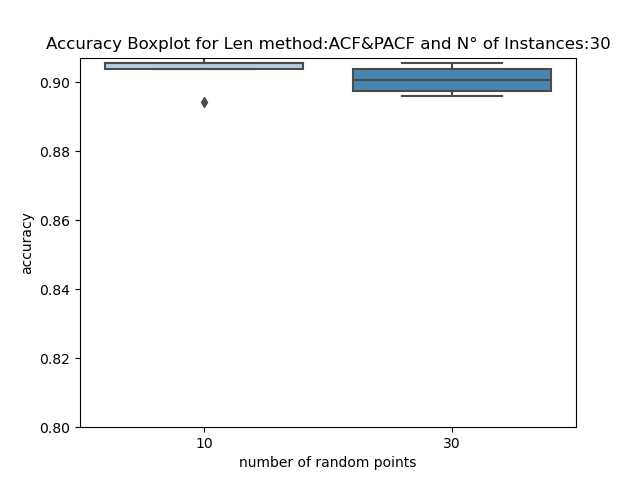 Accuracy Boxplot for Len method:ACF&PACF and N° of Instances:30
0.90
0.88
0.86
0.84
0.82
0.80
accuracy
10 30
number of random points